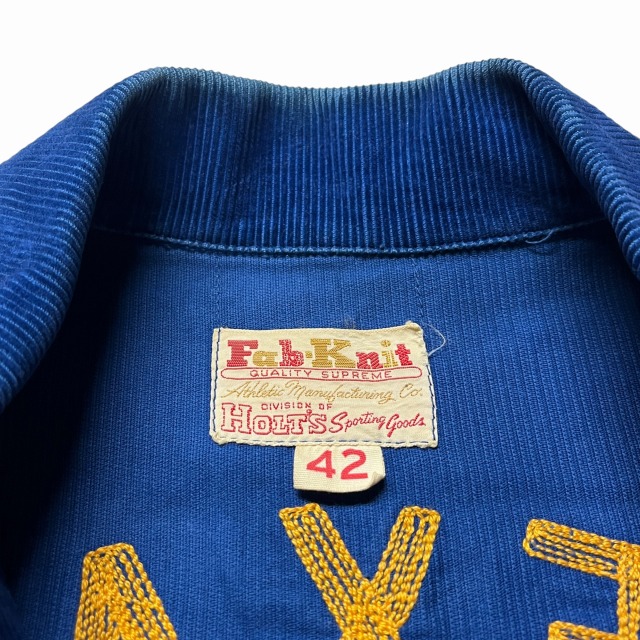 Fab-Knit
QUALITY SUPREME
Athletic Manufacturing Co.
DIVISION OF
HOLT'S Sporting Goods
42